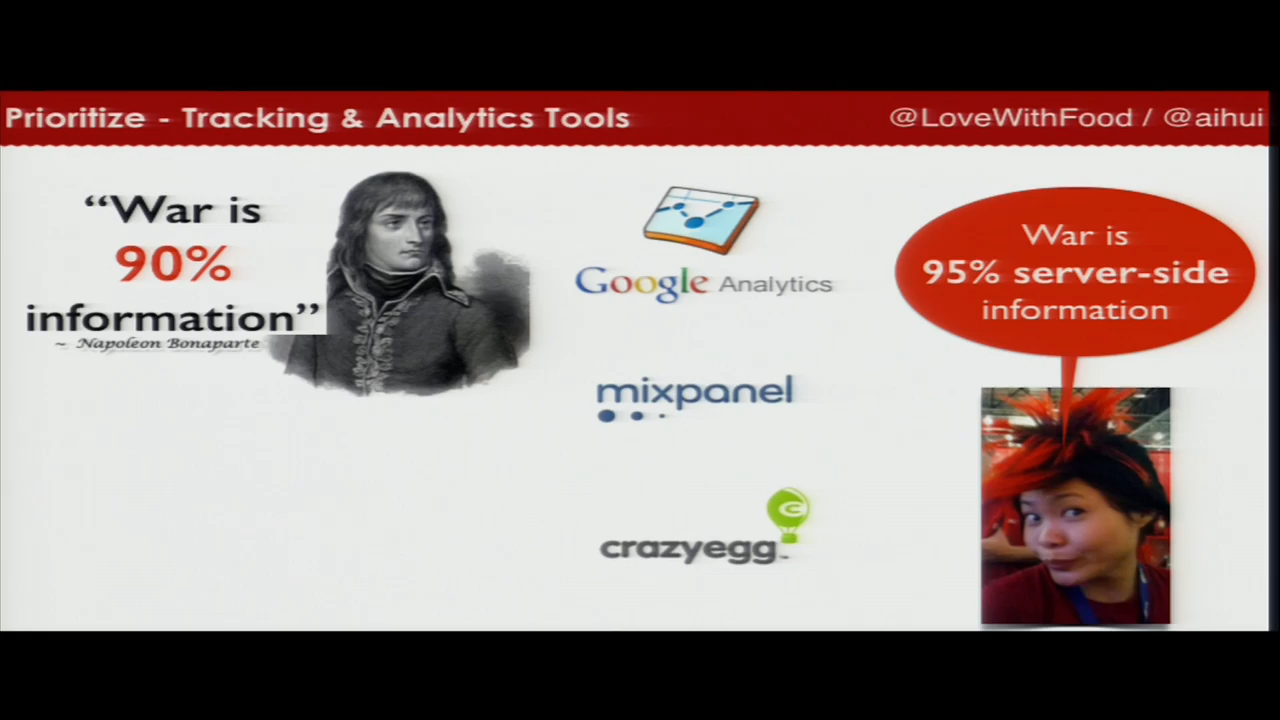 Prioritize - Tracking & Analytics Tools
@LoveWithFood / @aihui
“War is
90%
information”
~ Napoleon Bonaparte
Google Analytics
mixpanel
crazyegg™
War is
95% server-side
information